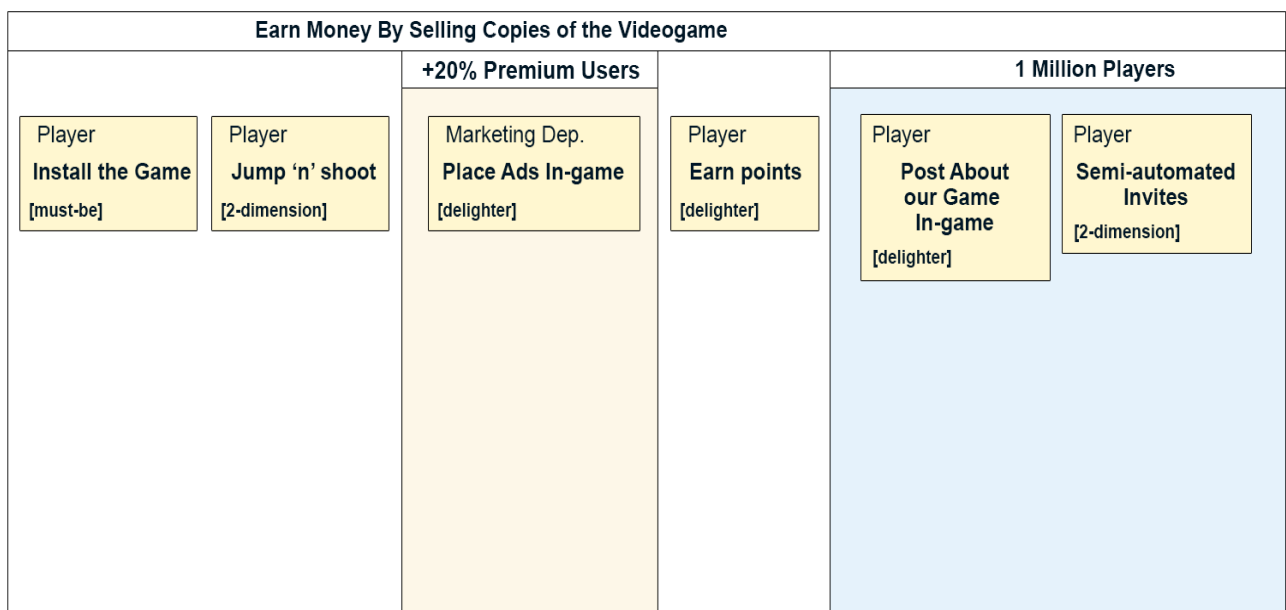 Earn Money By Selling Copies of the Videogame
+20% Premium Users
1 Million Players
Player
Install the Game
[must-be]
Player
Jump ‘n’ shoot
[2-dimension]
Marketing Dep.
Place Ads In-game
[delighter]
Player
Earn points
[delighter]
Player
Post About
our Game
In-game
[delighter]
Player
Semi-automated
Invites
[2-dimension]